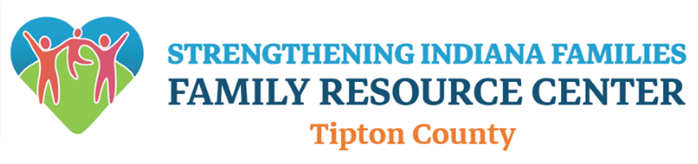 STRENGTHENING INDIANA FAMILIES
FAMILY RESOURCE CENTER
Tipton County